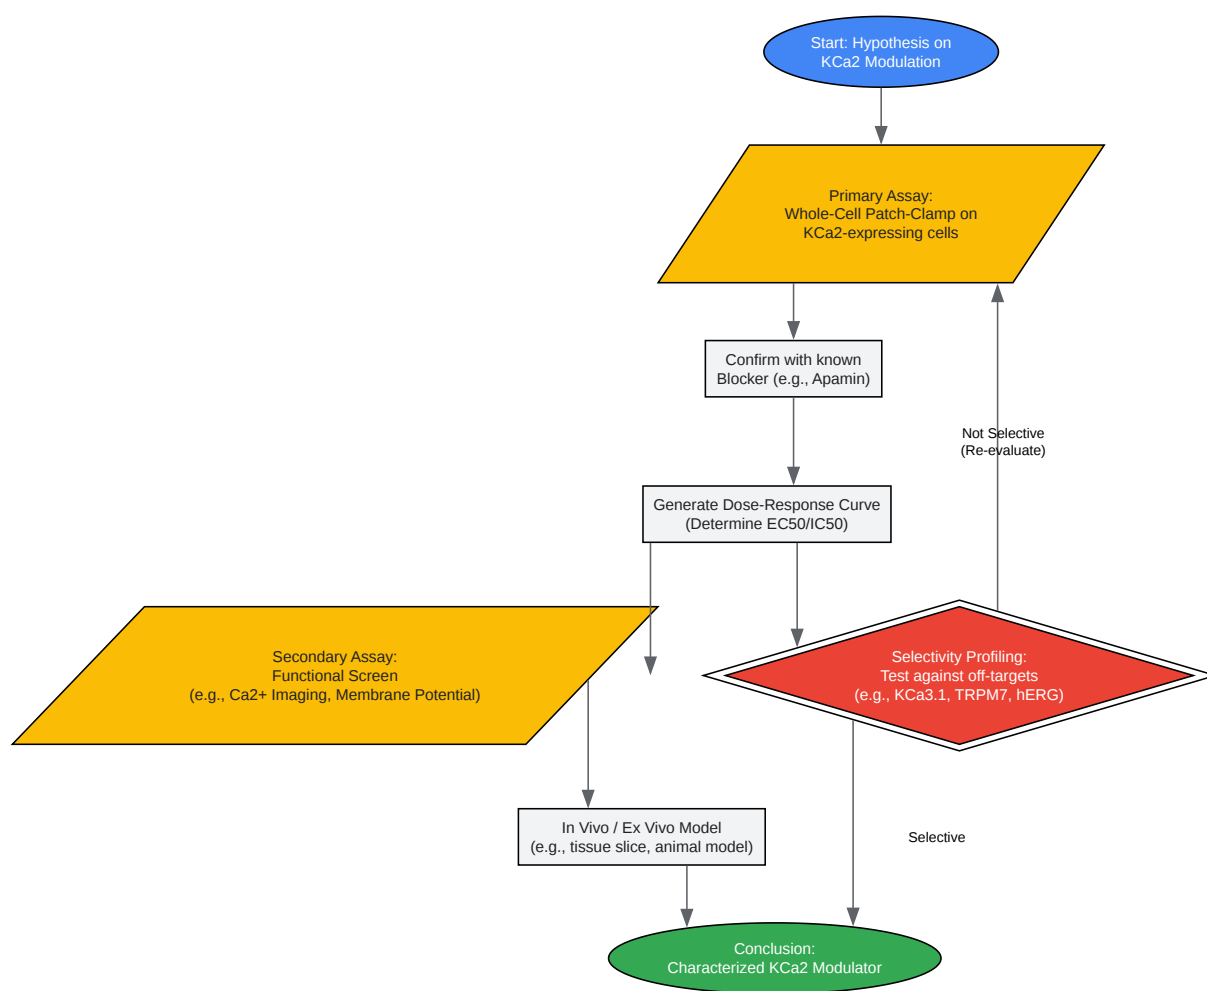 Start: Hypothesis on
KCa2 Modulation
Primary Assay:
Whole-Cell Patch-Clamp on
KCa2-expressing cells
Confirm with known
Blocker (e.g., Apamin)
Not Selective
(Re-evaluate)
Generate Dose-Response Curve
(Determine EC50/IC50)
Secondary Assay:
Functional Screen
(e.g., Ca2+ Imaging, Membrane Potential)
Selectivity Profiling:
Test against off-targets
(e.g., KCa3.1, TRPM7, hERG)
In Vivo / Ex Vivo Model
(e.g., tissue slice, animal model)
Selective
Conclusion:
Characterized KCa2 Modulator